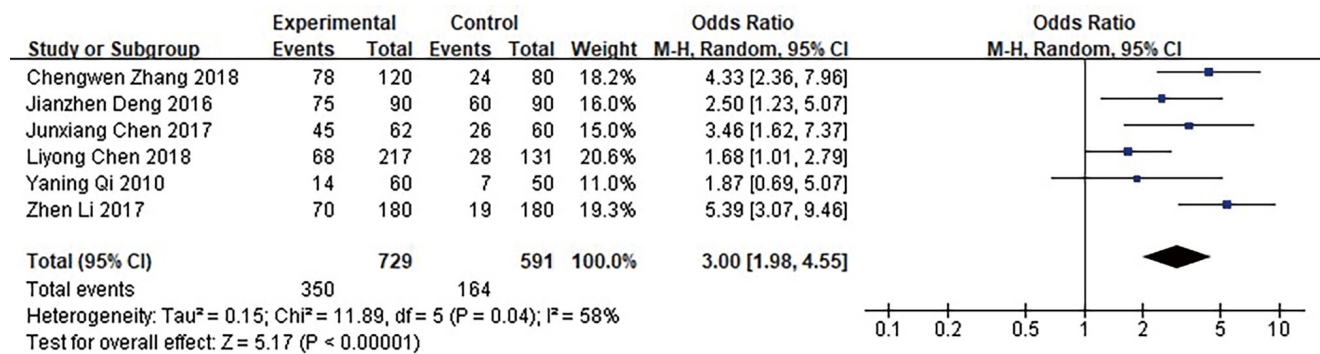 Experimental Control Odds Ratio Odds Ratio
Study or Subgroup Events Total Events Total Weight M-H, Random, 95% CI M-H, Random, 95% CI
Chengwen Zhang 2018 78 120 24 80 18.2% 4.33 [2.36, 7.96]
Jianzhen Deng 2016 75 90 60 90 16.0% 2.50 [1.23, 5.07]
Junxiang Chen 2017 45 62 26 60 15.0% 3.46 [1.62, 7.37]
Liyong Chen 2018 68 217 28 131 20.6% 1.68 [1.01, 2.79]
Yaning Qi 2010 14 60 7 50 11.0% 1.87 [0.69, 5.07]
Zhen Li 2017 70 180 19 180 19.3% 5.39 [3.07, 9.46]
Total (95% CI) 729 591 100.0% 3.00 [1.98, 4.55]
Total events 350 164
Heterogeneity: Tau² = 0.15; Chi² = 11.89, df = 5 (P = 0.04); I² = 58%
Test for overall effect: Z = 5.17 (P < 0.00001)
0.1 0.2 0.5 1 2 5 10